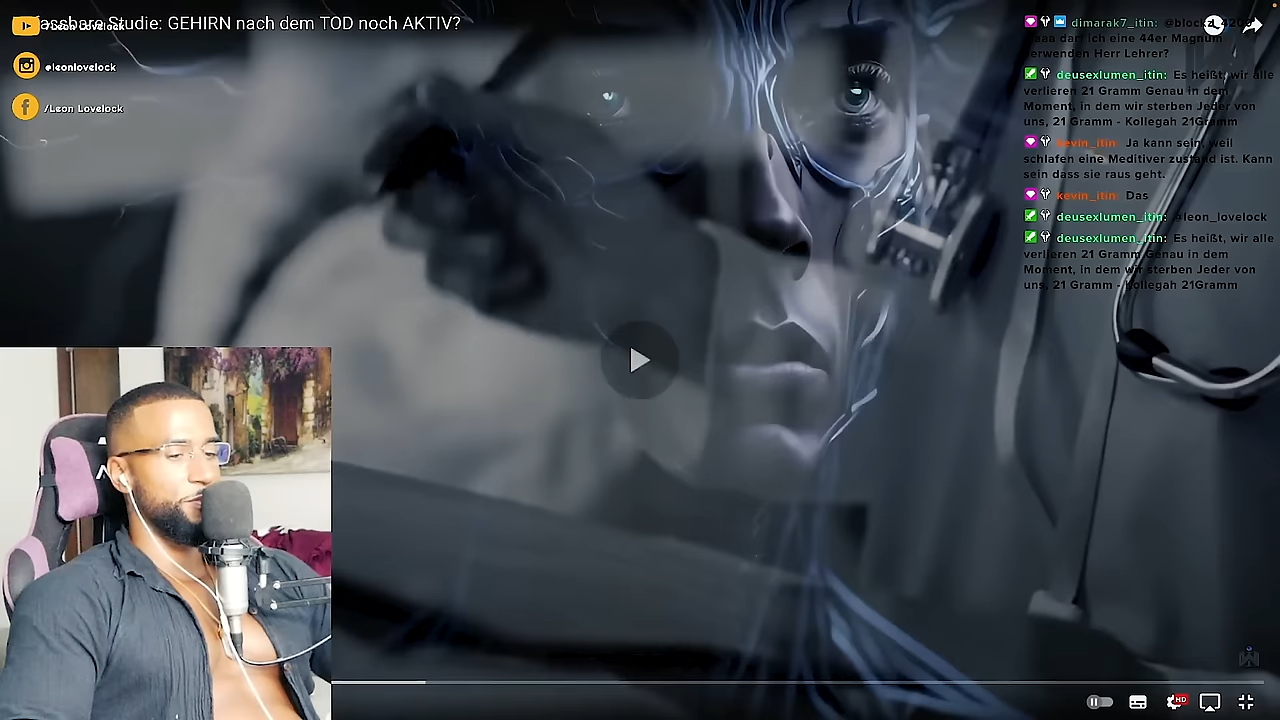 assbare Studie: GEHIRN nach dem TOD noch AKTIV?
/Leon Lovelock
@leonlovelock
/Leon Lovelock
dimarak7_itin: @blockz_420
darf ich eine 44er Magnum
verwenden Herr Lehrer?
deusexlumen_itin: Es heißt, wir alle
verlieren 21 Gramm Genau in dem
Moment, in dem wir sterben Jeder von
uns, 21 Gramm - Kollegah 21Gramm
kevin_itin: Ja kann sein, weil
schlafen eine Meditiver zustand ist. Kann
sein dass sie raus geht.
kevin_itin: Das
deusexlumen_itin: @leon_lovelock
deusexlumen_itin: Es heißt, wir alle
verlieren 21 Gramm Genau in dem
Moment, in dem wir sterben Jeder von
uns, 21 Gramm - Kollegah 21Gramm
HD